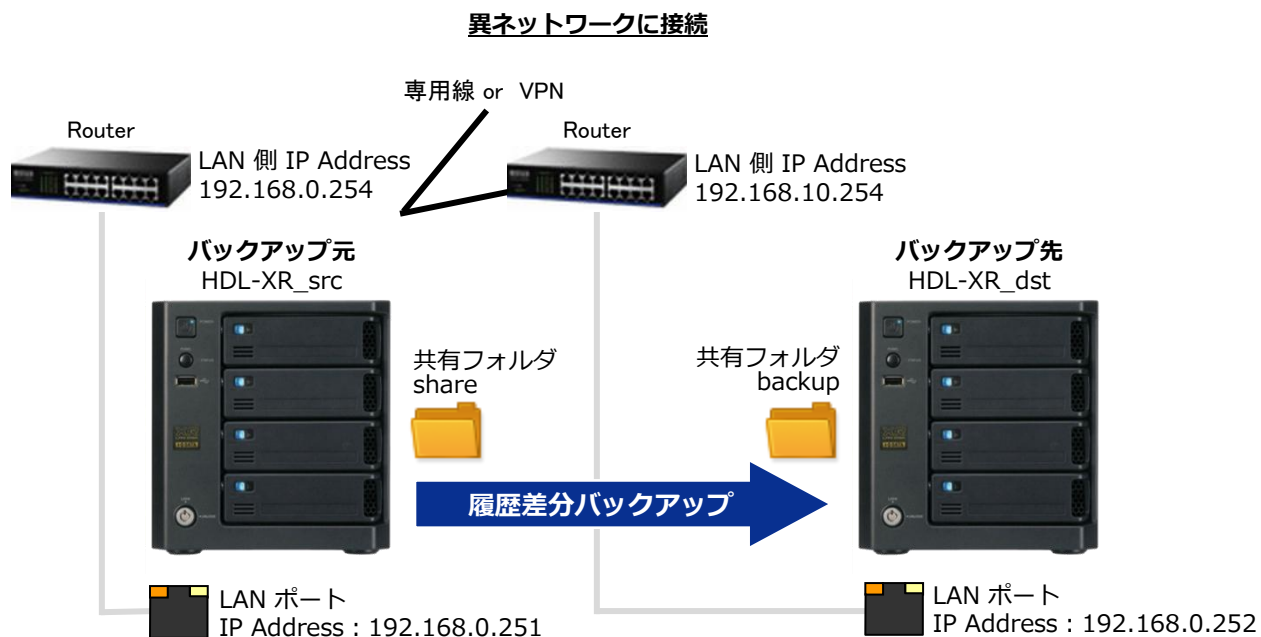 異ネットワークに接続
専用線 or VPN
Router
LAN 側 IP Address
192.168.0.254
Router
LAN 側 IP Address
192.168.10.254
バックアップ元
HDL-XR_src
バックアップ先
HDL-XR_dst
共有フォルダ
share
共有フォルダ
backup
履歴差分バックアップ
LAN ポート
IP Address : 192.168.0.251
LAN ポート
IP Address : 192.168.0.252